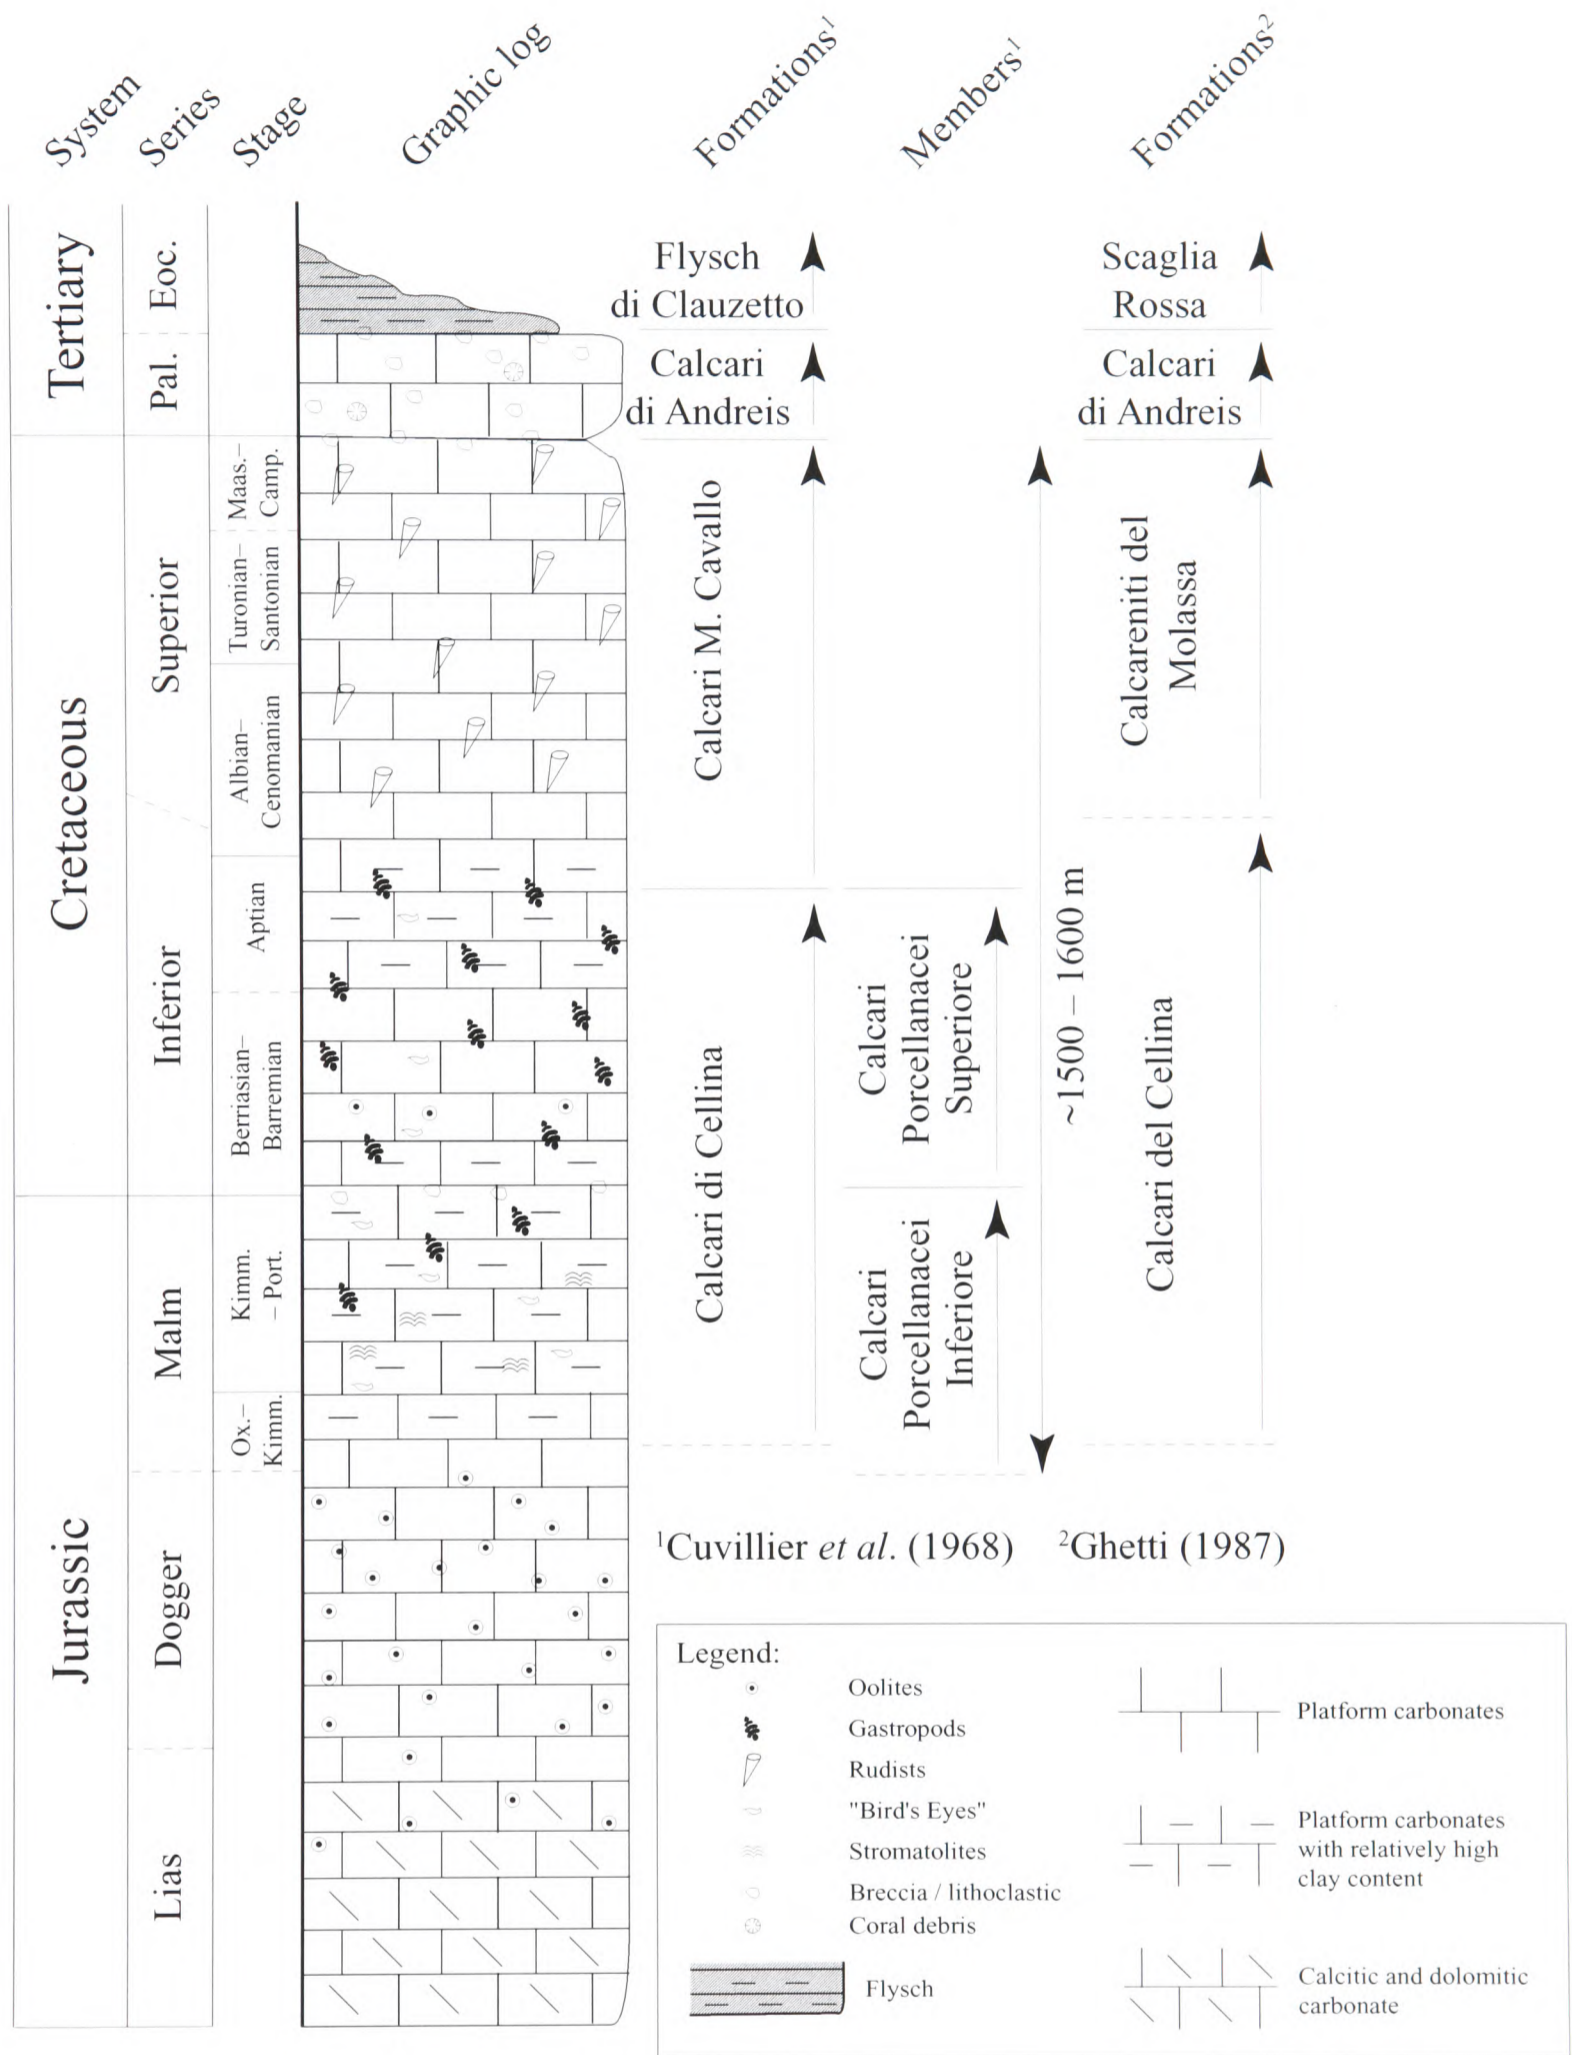 System
Series
Stage
Graphic log
Formations¹
Members¹
Formations²
Tertiary
Eoc.
Pal.
Cretaceous
Superior
Inferior
Maas.–
Camp.
Turonian–
Santonian
Albian–
Cenomanian
Aptian
Berriasian–
Barremian
Jurassic
Malm
Dogger
Lias
Kimm.
– Port.
Ox.–
Kimm.
Flysch
di Clauzetto
Calcari
di Andreis
Calcari M. Cavallo
Calcari di Cellina
Calcari
Porcellanacei
Superiore
Calcari
Porcellanacei
Inferiore
~1500 – 1600 m
Scaglia
Rossa
Calcari
di Andreis
Calcareniti del
Molassa
Calcari del Cellina
¹Cuvillier et al. (1968)
²Ghetti (1987)
Legend:
Oolites
Gastropods
Rudists
"Bird's Eyes"
Stromatolites
Breccia / lithoclastic
Coral debris
Flysch
Platform carbonates
Platform carbonates
with relatively high
clay content
Calcitic and dolomitic
carbonate